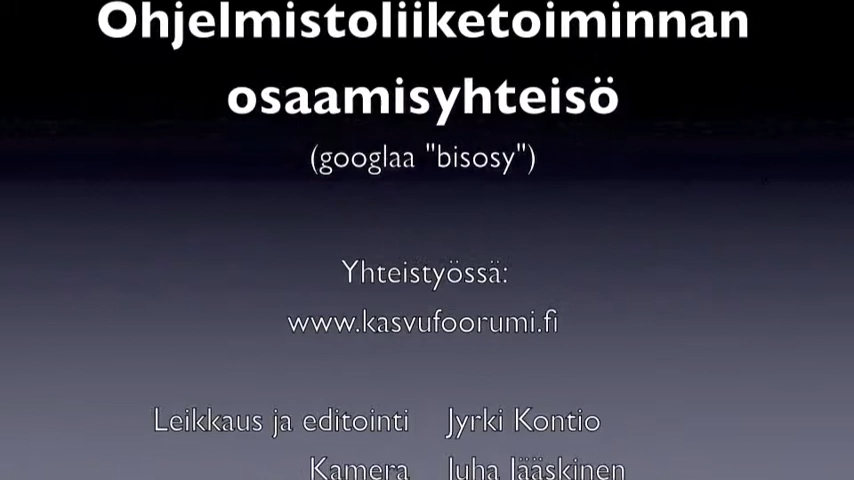 Ohjelmistoliiketoiminnan
osaamisyhteisö
(googlaa "bisosy")
Yhteistyössä:
www.kasvufoorumi.fi
Leikkaus ja editointi Jyrki Kontio
Kamera Juha Jääskinen